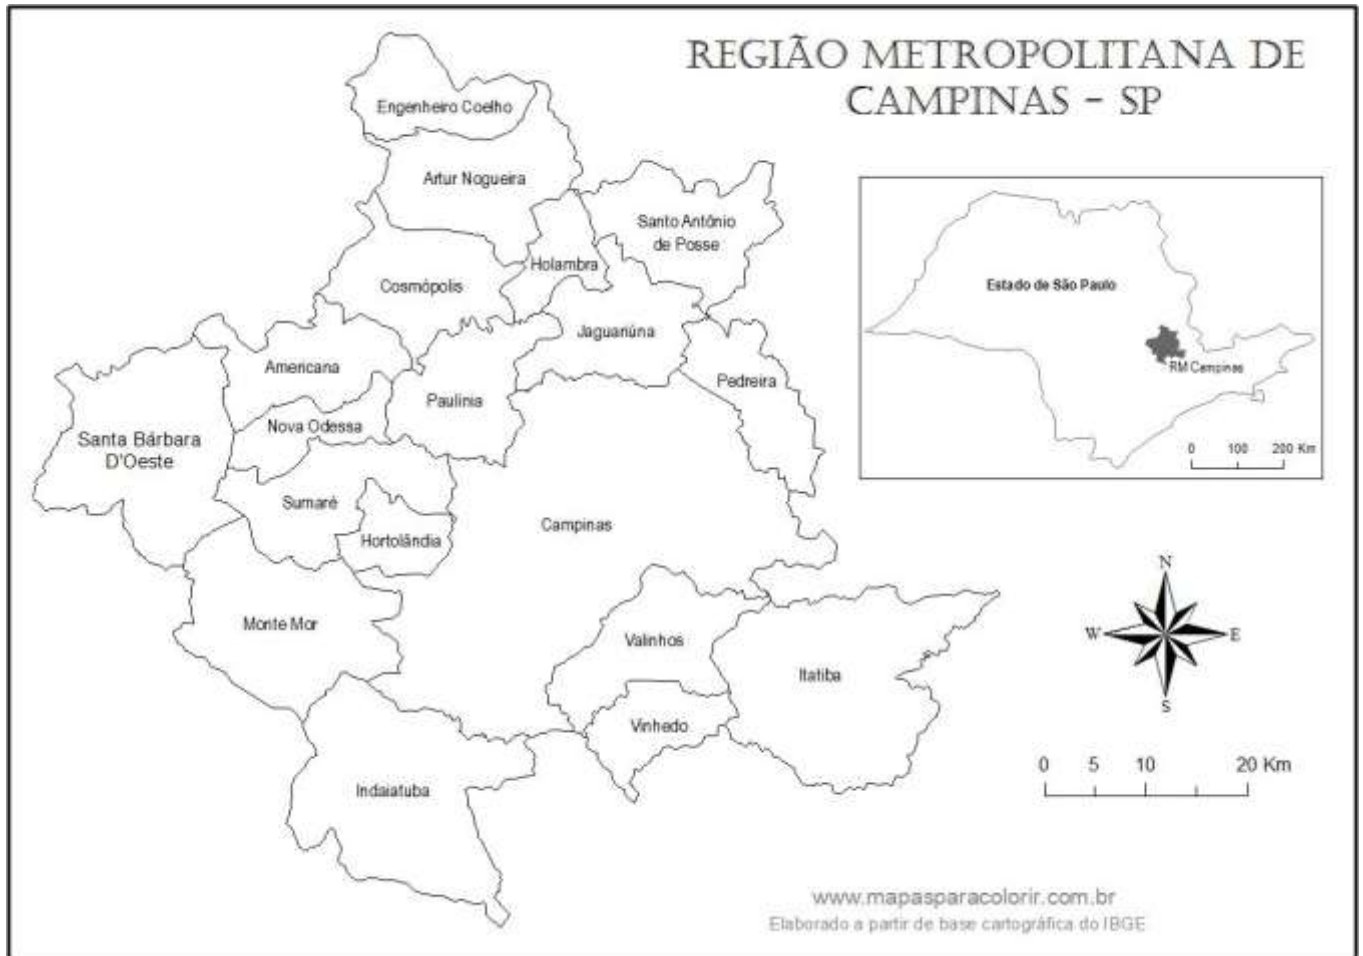 REGIÃO METROPOLITANA DE
CAMPINAS - SP
Engenheiro Coelho
Artur Nogueira
Santo Antônio
de Posse
Holambra
Cosmópolis
Jaguariúna
Americana
Pedreira
Paulínia
Nova Odessa
Santa Bárbara
D'Oeste
Sumaré
Campinas
Hortolândia
Monte Mor
Valinhos
Itatiba
Vinhedo
Indaiatuba
Estado de São Paulo
RM Campinas
0 100 200 Km
N
W E
S
0 5 10 20 Km
www.mapasparacolorir.com.br
Elaborado a partir de base cartográfica do IBGE